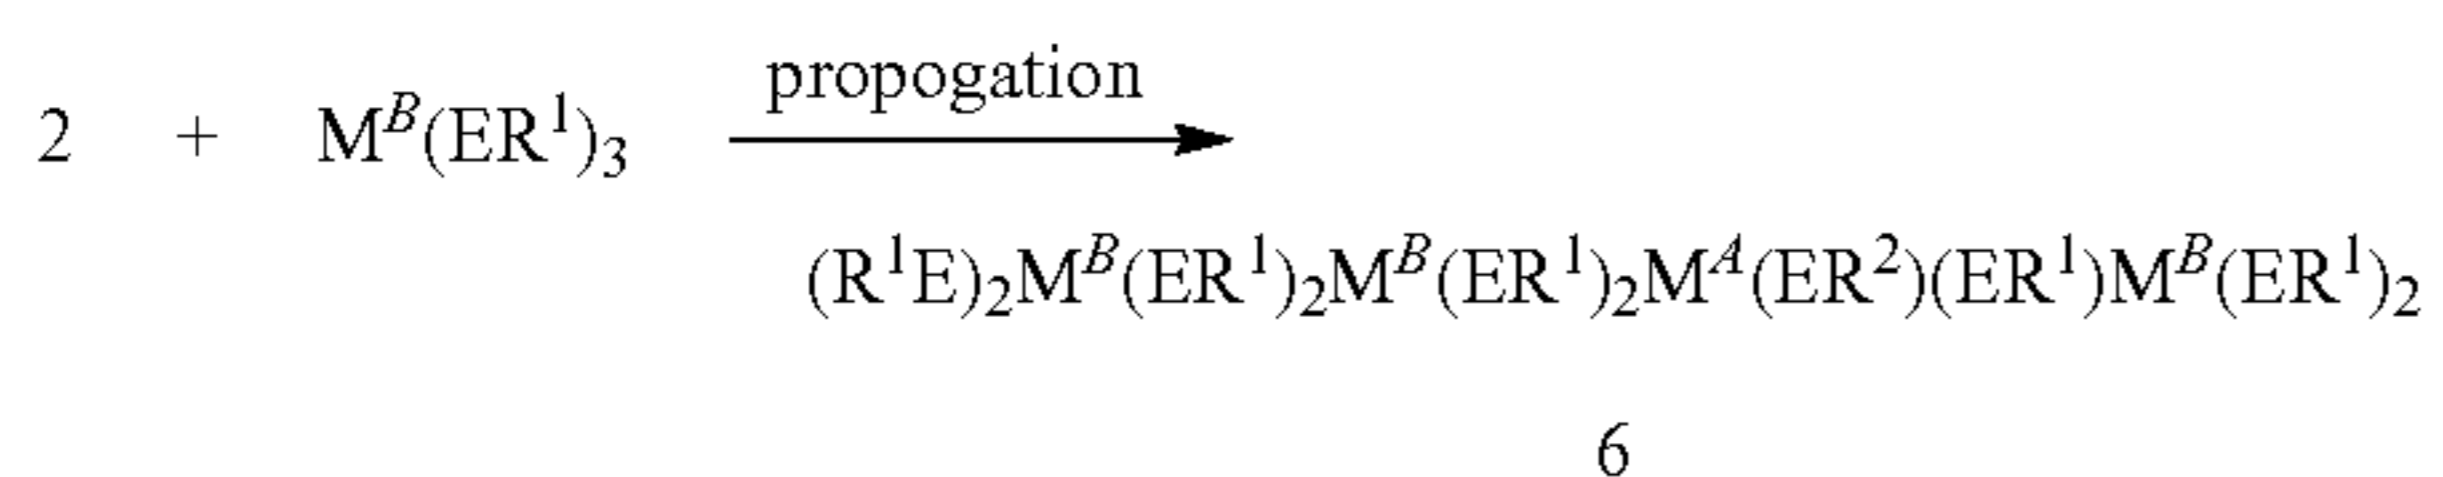 propogation
2 + M^B(ER^1)_3
(R^1E)_2M^B(ER^1)_2M^B(ER^1)_2M^A(ER^2)(ER^1)M^B(ER^1)_2
6